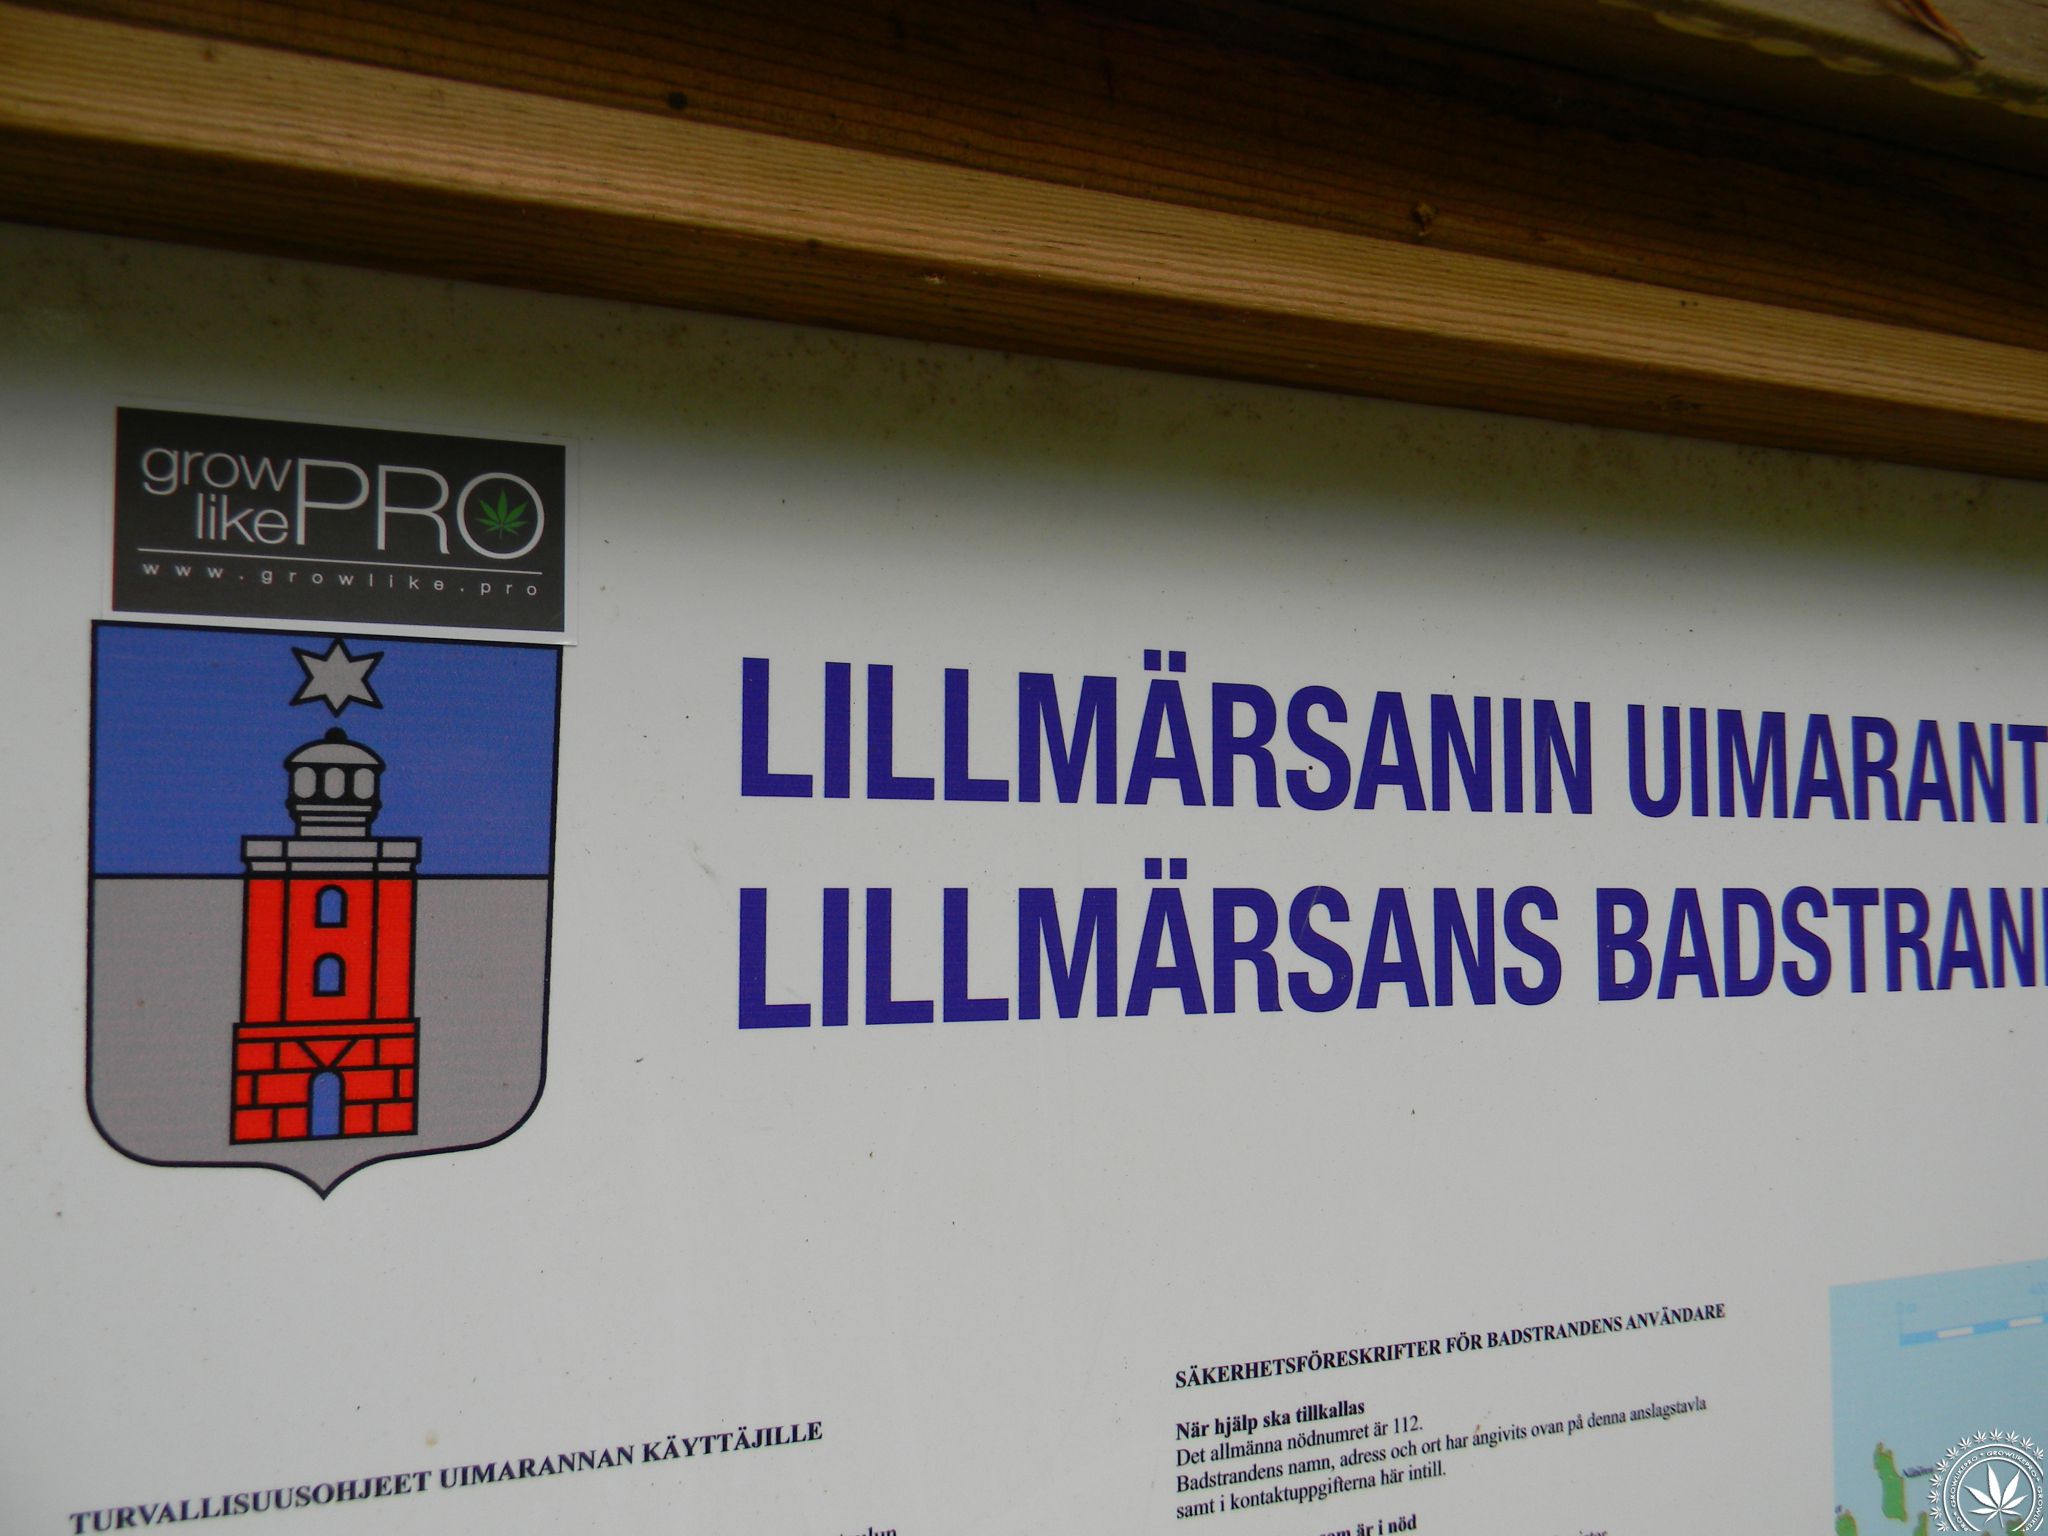 grow
like PRO
www.growlike.pro
LILLMÄRSANIN UIMARANT
LILLMÄRSANS BADSTRAN
TURVALLISUUSOHJEET UIMARANNAN KÄYTTÄJILLE
SÄKERHETSFÖRESKRIFTER FÖR BADSTRANDENS ANVÄNDARE
När hjälp ska tillkallas
Det allmänna nödnumret är 112.
Badstrandens namn, adress och ort har angivits ovan på denna anslagstavla
samt i kontaktuppgifterna här intill.
är i nöd